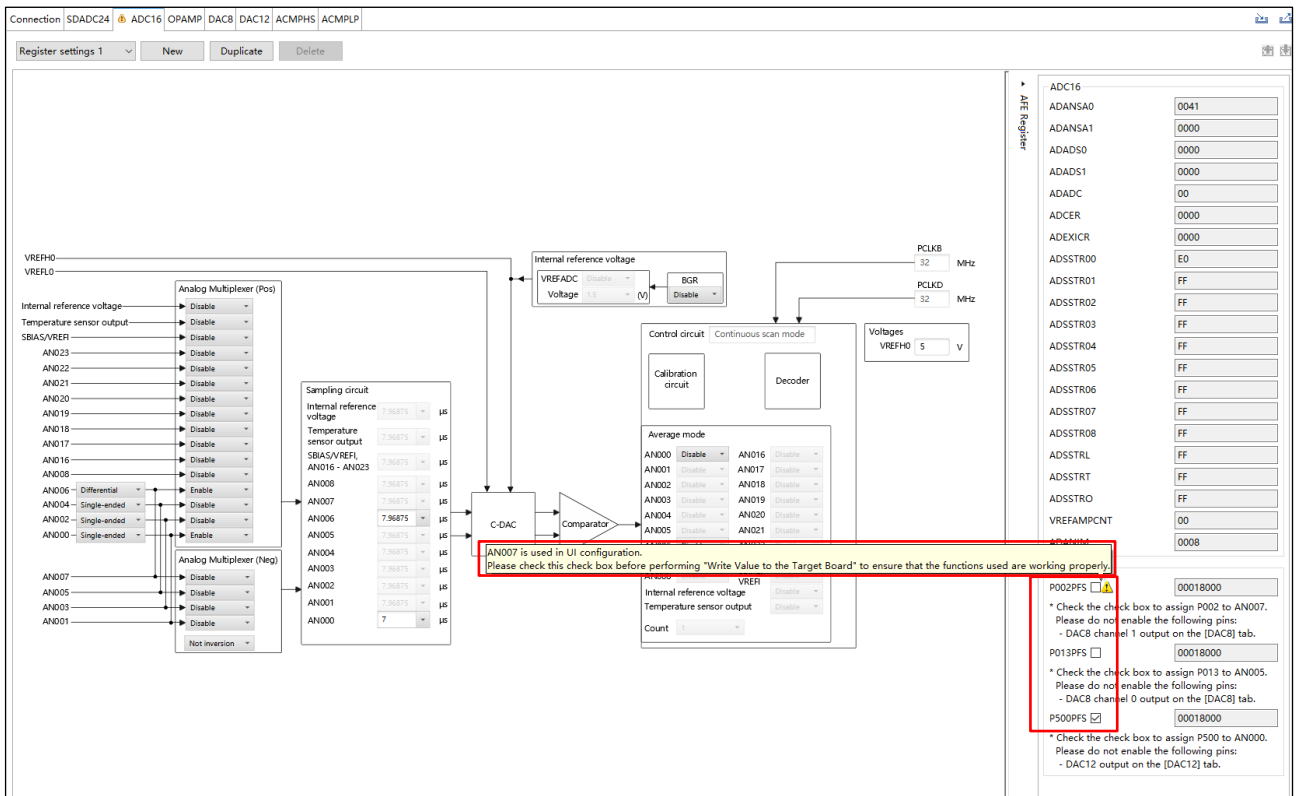 Connection SDADC24 ADC16 OPAMP DAC8 DAC12 ACMPHS ACMPLP
Register settings 1 New Duplicate Delete
VREFH0
VREFL0
Internal reference voltage
Temperature sensor output
SBIAS/VREFI
AN023
AN022
AN021
AN020
AN019
AN018
AN017
AN016
AN008
AN006 Differential
AN004 Single-ended
AN002 Single-ended
AN000 Single-ended
AN007
AN005
AN003
AN001
Analog Multiplexer (Pos)
Disable
Disable
Disable
Disable
Disable
Disable
Disable
Disable
Disable
Disable
Disable
Disable
Enable
Disable
Disable
Enable
Analog Multiplexer (Neg)
Disable
Disable
Disable
Disable
Not inversion
Sampling circuit
Internal reference
voltage 7.96875 µs
Temperature
sensor output 7.96875 µs
SBIAS/VREFI,
AN016 - AN023 7.96875 µs
AN008 7.96875 µs
AN007 7.96875 µs
AN006 7.96875 µs
AN005 7.96875 µs
AN004 7.96875 µs
AN003 7.96875 µs
AN002 7.96875 µs
AN001 7.96875 µs
AN000 7 µs
C-DAC
Comparator
Internal reference voltage
VREFADC Disable
Voltage 1.5 (V)
BGR
Disable
PCLKB
32 MHz
PCLKD
32 MHz
Control circuit Continuous scan mode
Calibration
circuit
Decoder
Voltages
VREFH0 5 V
Average mode
AN000 Disable AN016 Disable
AN001 Disable AN017 Disable
AN002 Disable AN018 Disable
AN003 Disable AN019 Disable
AN004 Disable AN020 Disable
AN005 Disable AN021 Disable
VREFI
Internal reference voltage Disable
Temperature sensor output Disable
Count 1
AN007 is used in UI configuration.
Please check this check box before performing "Write Value to the Target Board" to ensure that the functions used are working properly.
AFE Register
ADC16
ADANSA0 0041
ADANSA1 0000
ADADS0 0000
ADADS1 0000
ADADC 00
ADCER 0000
ADEXICR 0000
ADSSTR00 E0
ADSSTR01 FF
ADSSTR02 FF
ADSSTR03 FF
ADSSTR04 FF
ADSSTR05 FF
ADSSTR06 FF
ADSSTR07 FF
ADSSTR08 FF
ADSSTRL FF
ADSSTRT FF
ADSSTRO FF
VREFAMPCNT 00
ADANIM 0008
P002PFS 00018000
* Check the check box to assign P002 to AN007.
Please do not enable the following pins:
- DAC8 channel 1 output on the [DAC8] tab.
P013PFS 00018000
* Check the check box to assign P013 to AN005.
Please do not enable the following pins:
- DAC8 channel 0 output on the [DAC8] tab.
P500PFS 00018000
* Check the check box to assign P500 to AN000.
Please do not enable the following pins:
- DAC12 output on the [DAC12] tab.